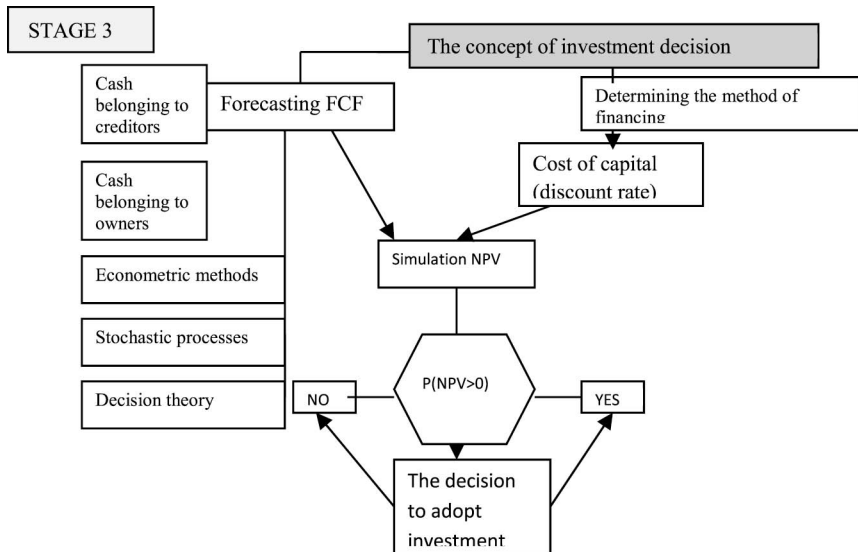 STAGE 3
The concept of investment decision
Cash
belonging to
creditors
Forecasting FCF
Determining the method of
financing
Cost of capital
(discount rate)
Cash
belonging to
owners
Simulation NPV
Econometric methods
Stochastic processes
Decision theory
P(NPV>0)
NO
YES
The decision
to adopt
investment